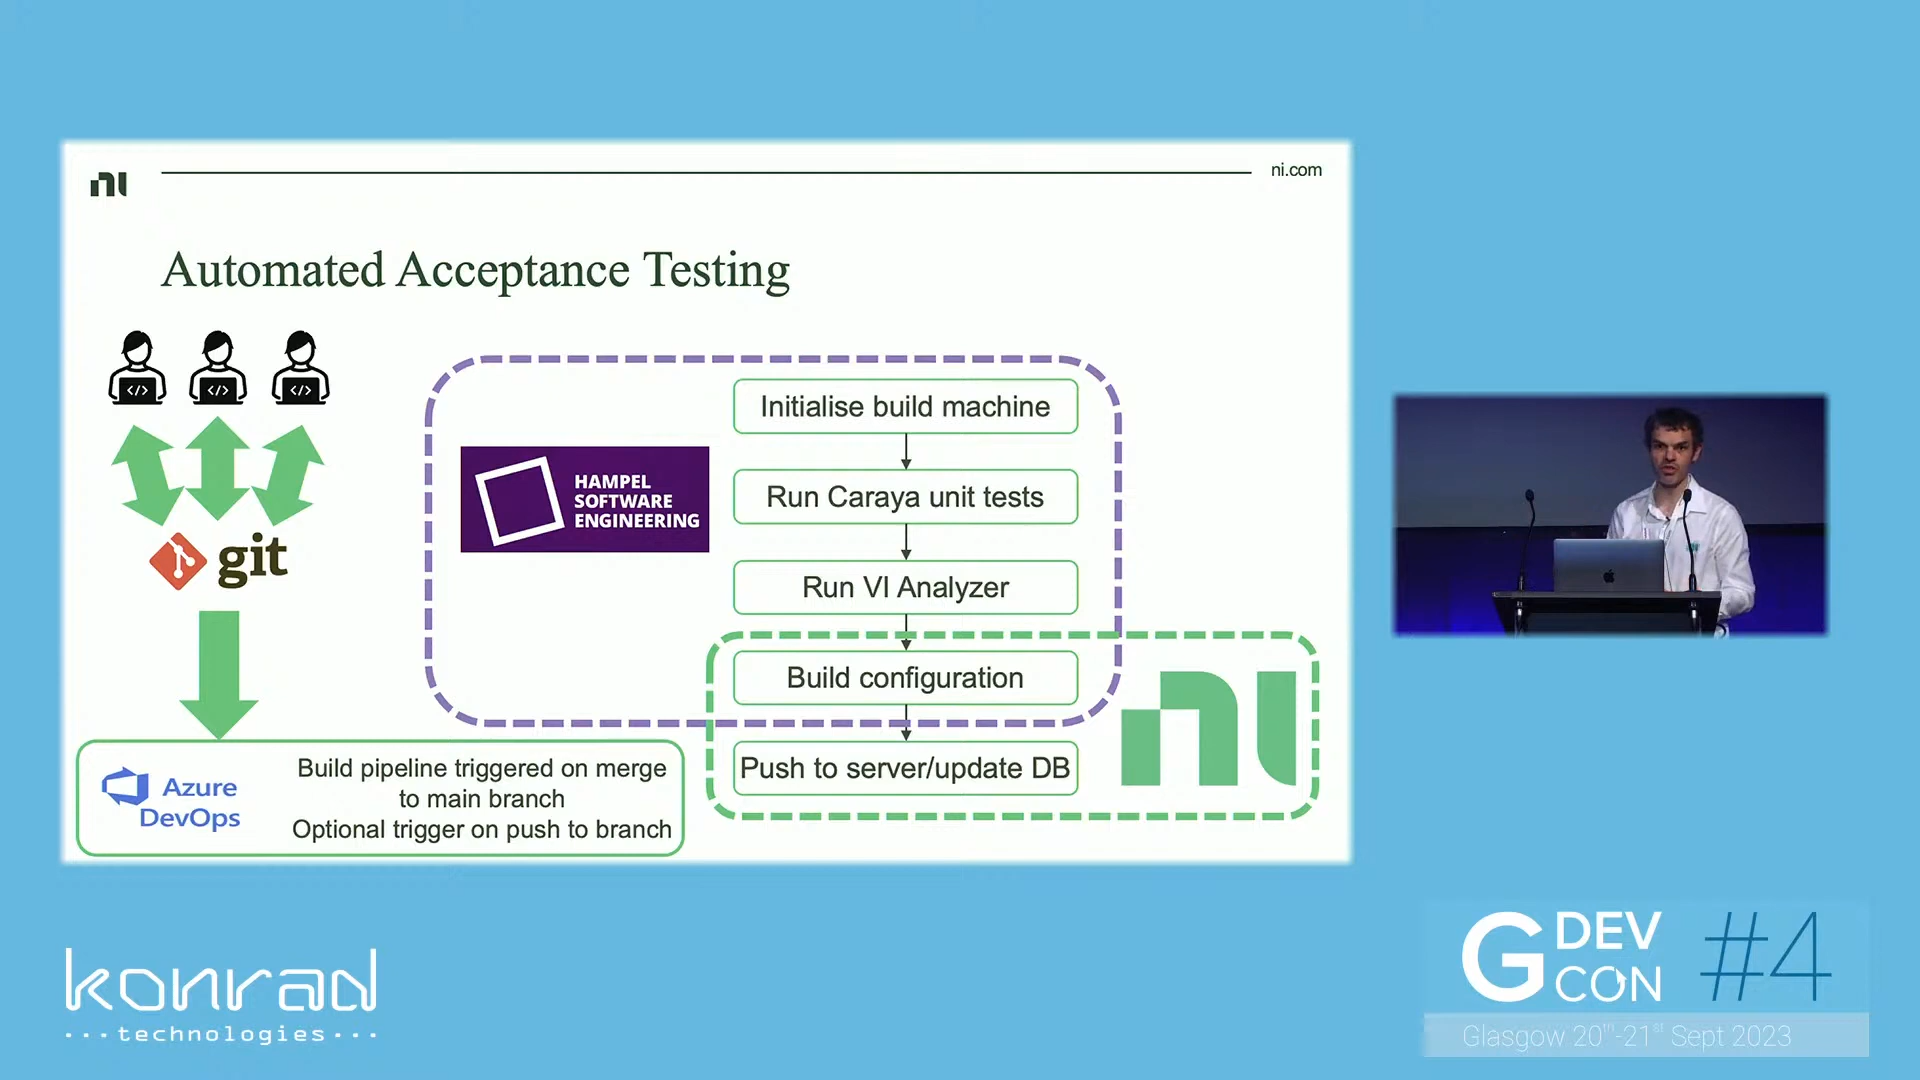 ni
ni.com
Automated Acceptance Testing
</>
</>
</>
git
HAMPEL
SOFTWARE
ENGINEERING
Initialise build machine
Run Caraya unit tests
Run VI Analyzer
Build configuration
Push to server/update DB
ni
Azure
DevOps
Build pipeline triggered on merge
to main branch
Optional trigger on push to branch
konrad
technologies
G DEV CON #4
Glasgow 20th-21st Sept 2023